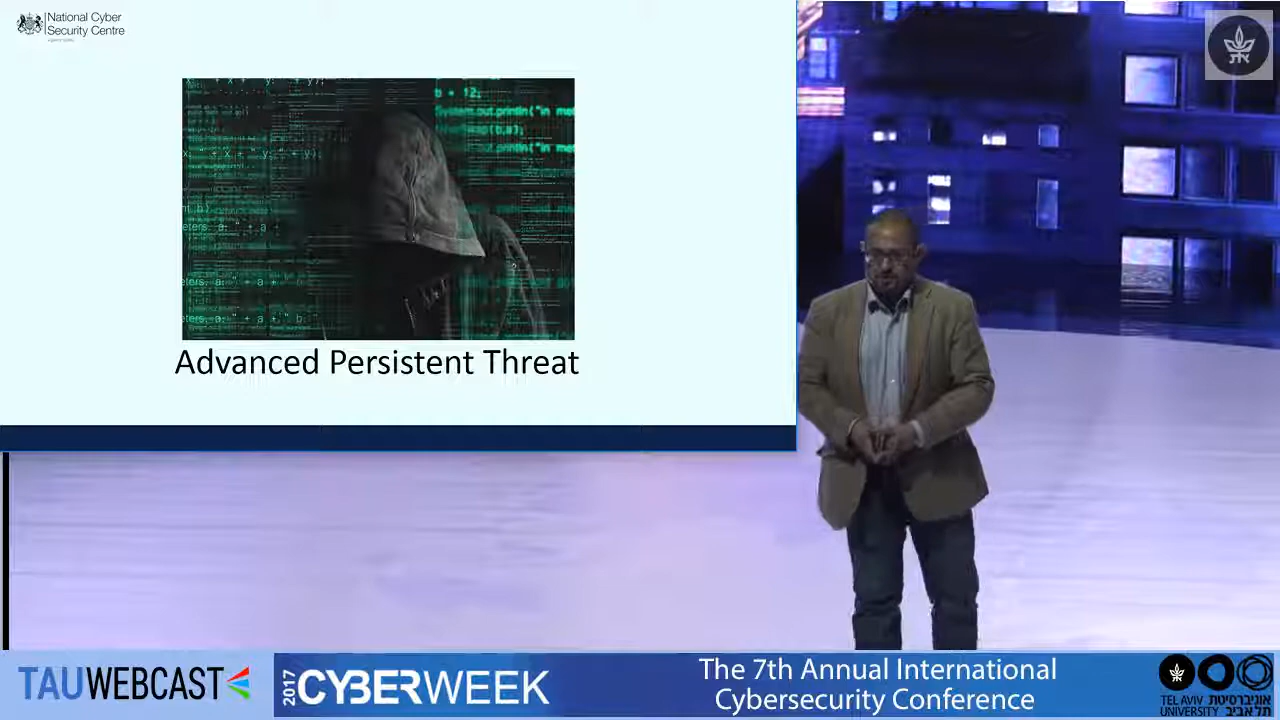 National Cyber
Security Centre
b = 12;
Advanced Persistent Threat
TAUWEBCAST
2017 CYBERWEEK
The 7th Annual International
Cybersecurity Conference
TEL AVIV אוניברסיטת
UNIVERSITY תל אביב